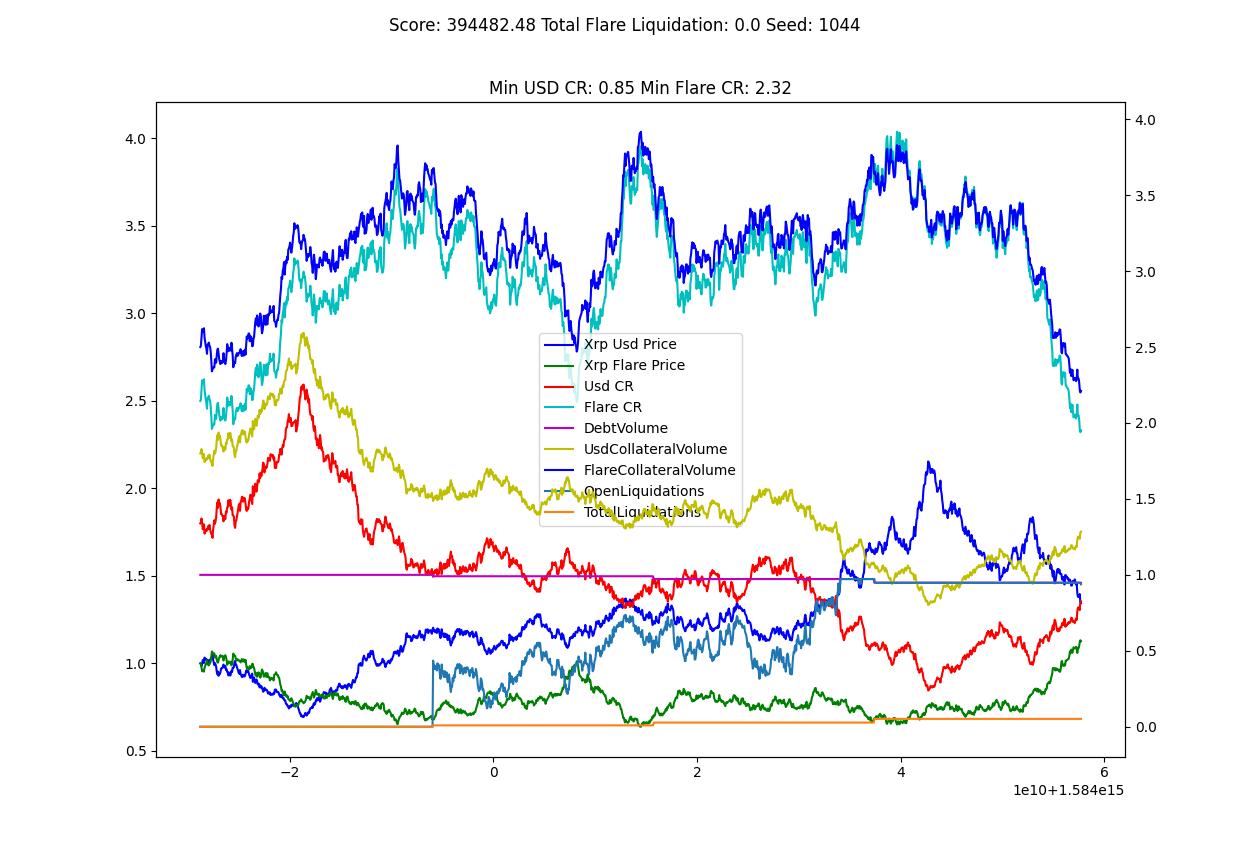 Score: 394482.48 Total Flare Liquidation: 0.0 Seed: 1044
Min USD CR: 0.85 Min Flare CR: 2.32
4.0
3.5
3.0
2.5
2.0
1.5
1.0
0.5
4.0
3.5
3.0
2.5
2.0
1.5
1.0
0.5
0.0
Xrp Usd Price
Xrp Flare Price
Usd CR
Flare CR
DebtVolume
UsdCollateralVolume
FlareCollateralVolume
OpenLiquidations
TotalLiquidations
−2 0 2 4 6
1e10+1.584e15